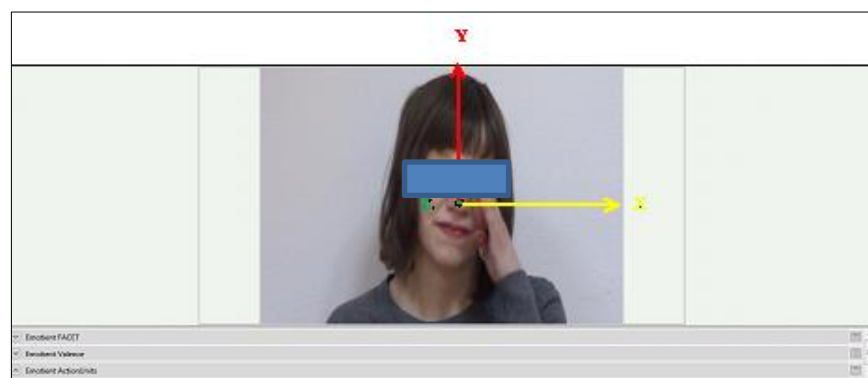 Y
X
Emotient FACET
Emotient Valence
Emotient ActionUnits